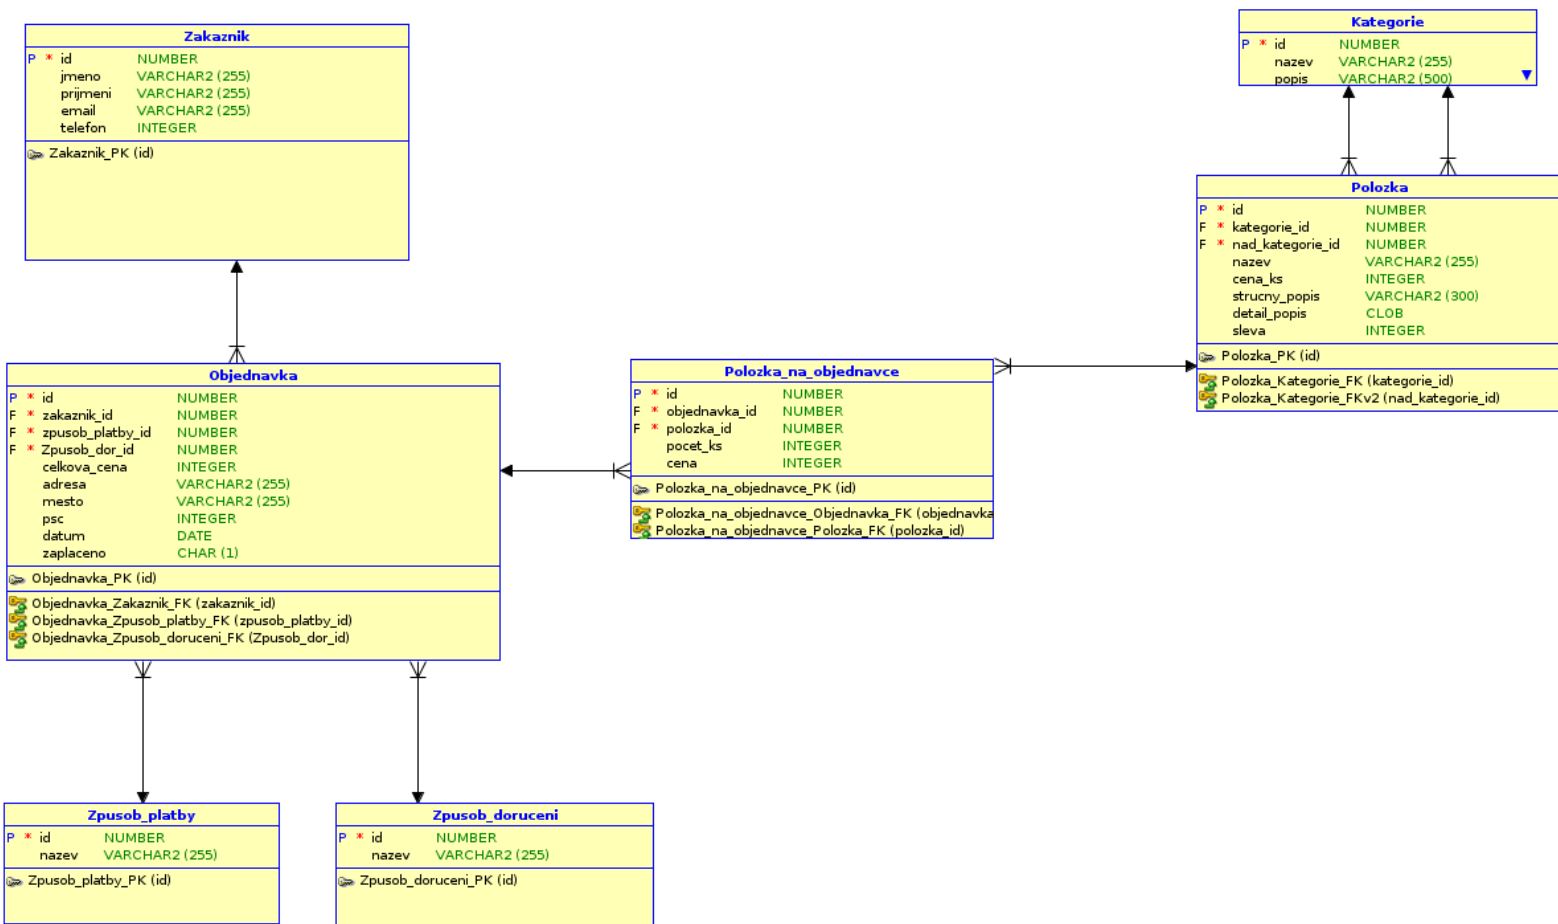 Zakaznik
P * id NUMBER
jmeno VARCHAR2 (255)
prijmeni VARCHAR2 (255)
email VARCHAR2 (255)
telefon INTEGER
Zakaznik_PK (id)
Kategorie
P * id NUMBER
nazev VARCHAR2 (255)
popis VARCHAR2 (500)
Polozka
P * id NUMBER
F * kategorie_id NUMBER
F * nad_kategorie_id NUMBER
nazev VARCHAR2 (255)
cena_ks INTEGER
strucny_popis VARCHAR2 (300)
detail_popis CLOB
sleva INTEGER
Polozka_PK (id)
Polozka_Kategorie_FK (kategorie_id)
Polozka_Kategorie_FKv2 (nad_kategorie_id)
Objednavka
P * id NUMBER
F * zakaznik_id NUMBER
F * zpusob_platby_id NUMBER
F * Zpusob_dor_id NUMBER
celkova_cena INTEGER
adresa VARCHAR2 (255)
mesto VARCHAR2 (255)
psc INTEGER
datum DATE
zaplaceno CHAR (1)
Objednavka_PK (id)
Objednavka_Zakaznik_FK (zakaznik_id)
Objednavka_Zpusob_platby_FK (zpusob_platby_id)
Objednavka_Zpusob_doruceni_FK (Zpusob_dor_id)
Polozka_na_objednavce
P * id NUMBER
F * objednavka_id NUMBER
F * polozka_id NUMBER
pocet_ks INTEGER
cena INTEGER
Polozka_na_objednavce_PK (id)
Polozka_na_objednavce_Objednavka_FK (objednavka
Polozka_na_objednavce_Polozka_FK (polozka_id)
Zpusob_platby
P * id NUMBER
nazev VARCHAR2 (255)
Zpusob_platby_PK (id)
Zpusob_doruceni
P * id NUMBER
nazev VARCHAR2 (255)
Zpusob_doruceni_PK (id)